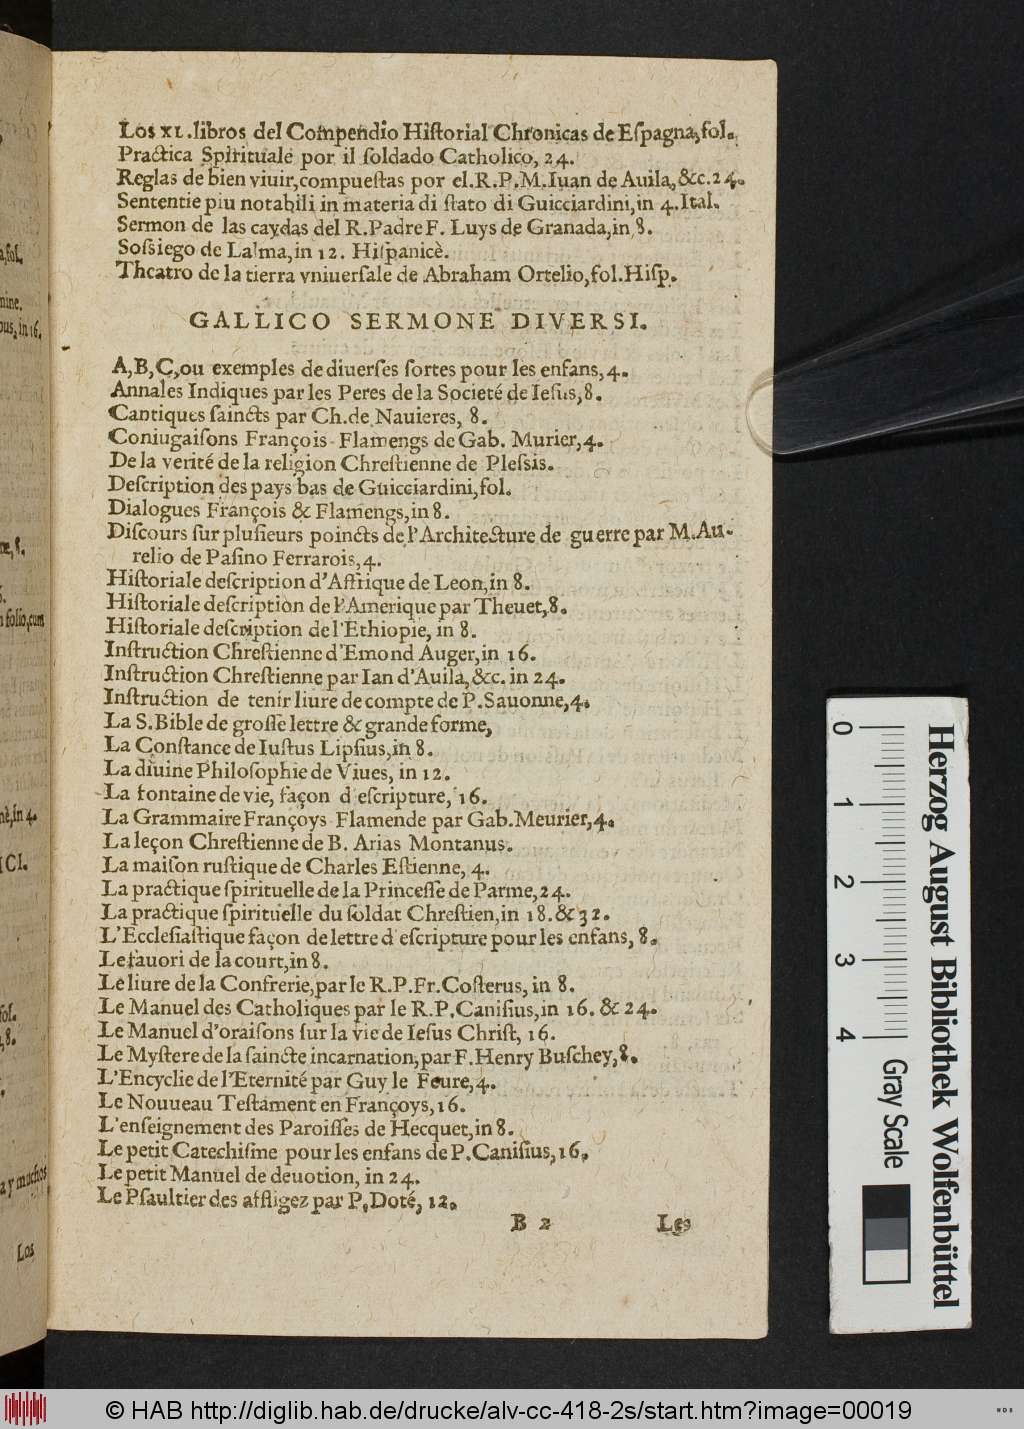 Los XL.libros del Compendio Hiſtorial Chronicas de Eſpagna,fol.
Practica Spirituale por il ſoldado Catholico, 24.
Reglas de bien viuir,compueſtas por el.R.P.M.Iuan de Auila,&c.24.
Sententie piu notabili in materia di ſtato di Guicciardini,in 4.Ital.
Sermon de las caydas del R.Padre F. Luys de Granada,in 8.
Soſsiego de Lalma,in 12. Hiſpanicè.
Theatro de la tierra vniuerſale de Abraham Ortelio,fol.Hiſp.
GALLICO SERMONE DIVERSI.
A,B,C,ou exemples de diuerſes ſortes pour les enfans,4.
Annales Indiques par les Peres de la Societé de Ieſus,8.
Cantiques ſaincts par Ch.de Nauieres, 8.
Coniugaiſons François Flamengs de Gab. Murier,4.
De la verité de la religion Chreſtienne de Pleſsis.
Deſcription des pays bas de Guicciardini,fol.
Dialogues François & Flamengs,in 8.
Diſcours ſur pluſieurs poincts de l'Architecture de guerre par M.Au-
relio de Paſino Ferrarois,4.
Hiſtoriale deſcription d'Affrique de Leon,in 8.
Hiſtoriale deſcription de l'Amerique par Theuet,8.
Hiſtoriale deſcription de l'Ethiopie, in 8.
Inſtruction Chreſtienne d'Emond Auger,in 16.
Inſtruction Chreſtienne par Ian d'Auila,&c. in 24.
Inſtruction de tenir liure de compte de P.Sauonne,4.
La S.Bible de groſſe lettre & grande forme,
La Conſtance de Iuſtus Lipſius,in 8.
La diuine Philoſophie de Viues, in 12.
La fontaine de vie, façon d'eſcripture, 16.
La Grammaire Françoys Flamende par Gab.Meurier,4.
La leçon Chreſtienne de B. Arias Montanus.
La maiſon ruſtique de Charles Eſtienne, 4.
La practique ſpirituelle de la Princeſſe de Parme,24.
La practique ſpirituelle du ſoldat Chreſtien,in 18.&32.
L'Eccleſiaſtique façon de lettre d'eſcripture pour les enfans, 8.
Le fauori de la court,in 8.
Le liure de la Confrerie,par le R.P.Fr.Coſterus, in 8.
Le Manuel des Catholiques par le R.P.Caniſius,in 16. & 24.
Le Manuel d'oraiſons ſur la vie de Ieſus Chriſt, 16.
Le Myſtere de la ſaincte incarnation,par F.Henry Buſchey,8.
L'Encyclie de l'Eternité par Guy le Feure,4.
Le Nouueau Teſtament en Françoys,16.
L'enſeignement des Paroiſſes de Hecquet,in 8.
Le petit Catechiſme pour les enfans de P.Caniſius,16.
Le petit Manuel de deuotion, in 24.
Le Pſaultier des affligez par P.Doté, 12.
B 2 Le
nine.
in 16.
folio,cum
in 4.
ICI.
fol.
a y muchos
Los
0
1
2
3
4
Gray Scale
Herzog August Bibliothek Wolfenbüttel
© HAB http://diglib.hab.de/drucke/alv-cc-418-2s/start.htm?image=00019